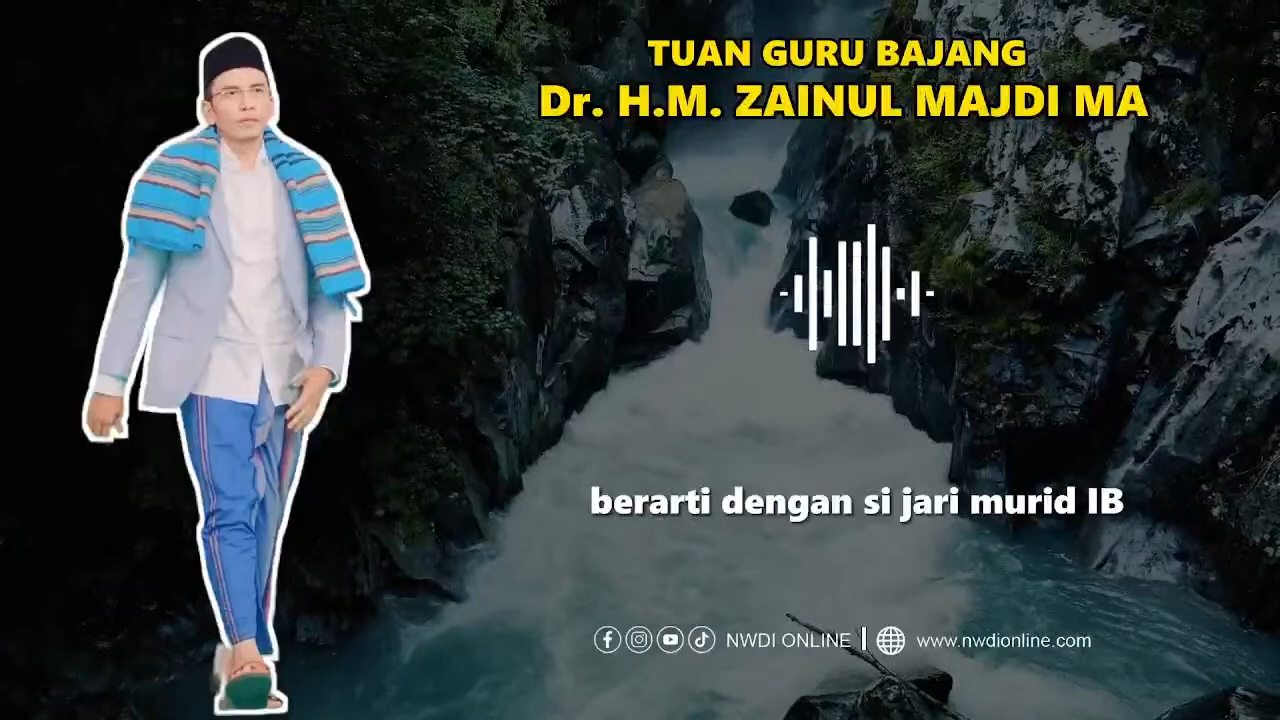 TUAN GURU BAJANG
Dr. H.M. ZAINUL MAJDI MA
berarti dengan si jari murid IB
NWDI ONLINE | www.nwdionline.com